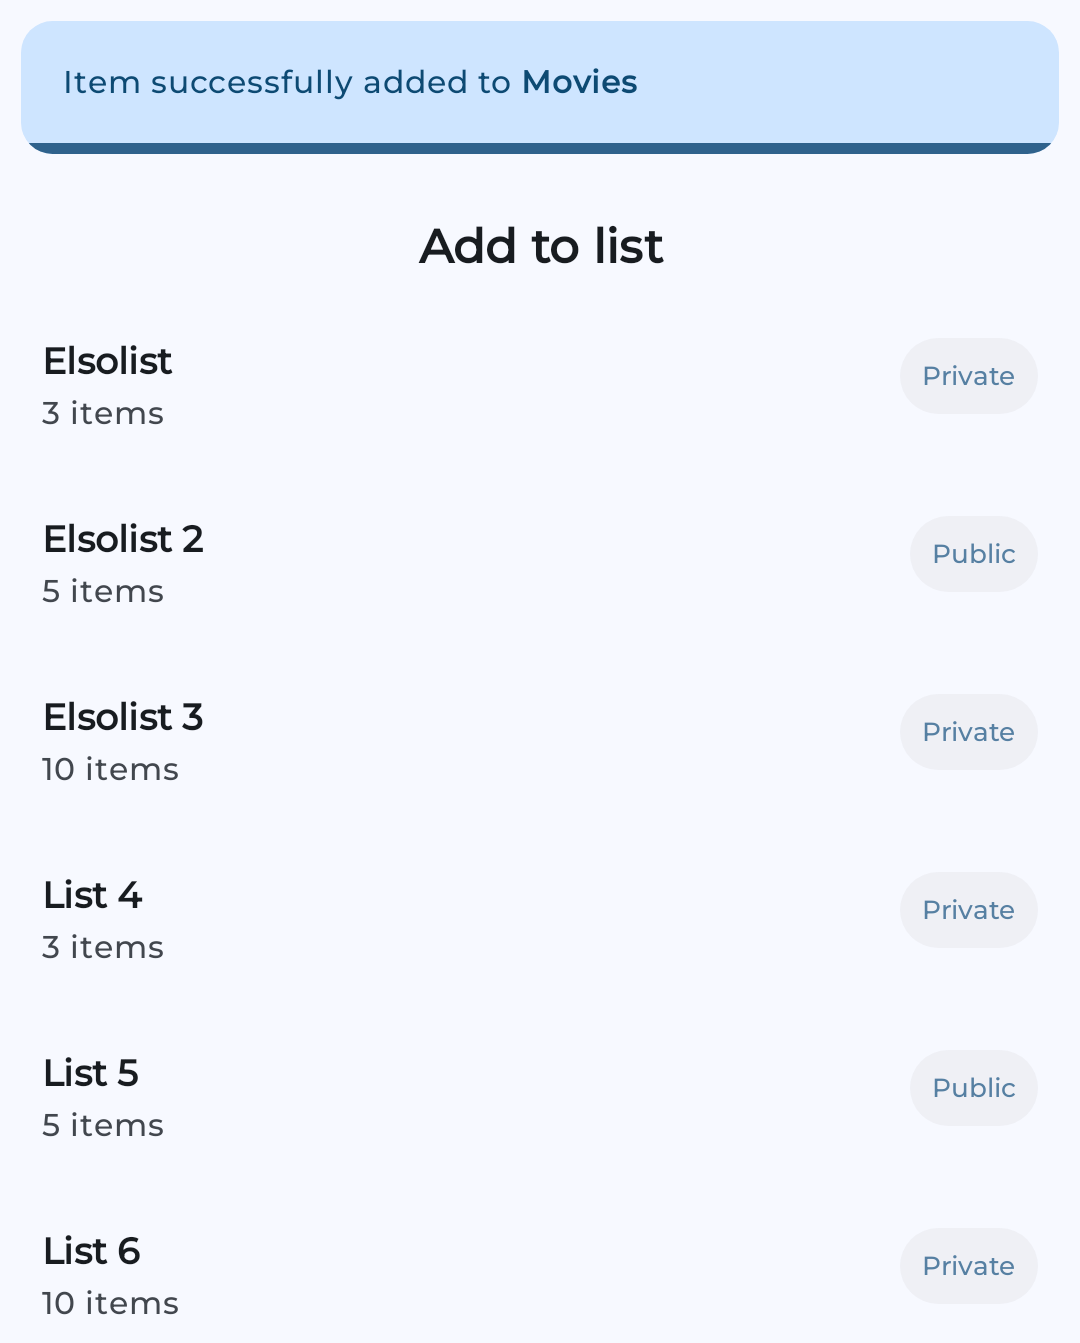 Item successfully added to Movies
Add to list
Elsolist
Private
3 items
Elsolist 2
Public
5 items
Elsolist 3
Private
10 items
List 4
Private
3 items
List 5
Public
5 items
List 6
Private
10 items